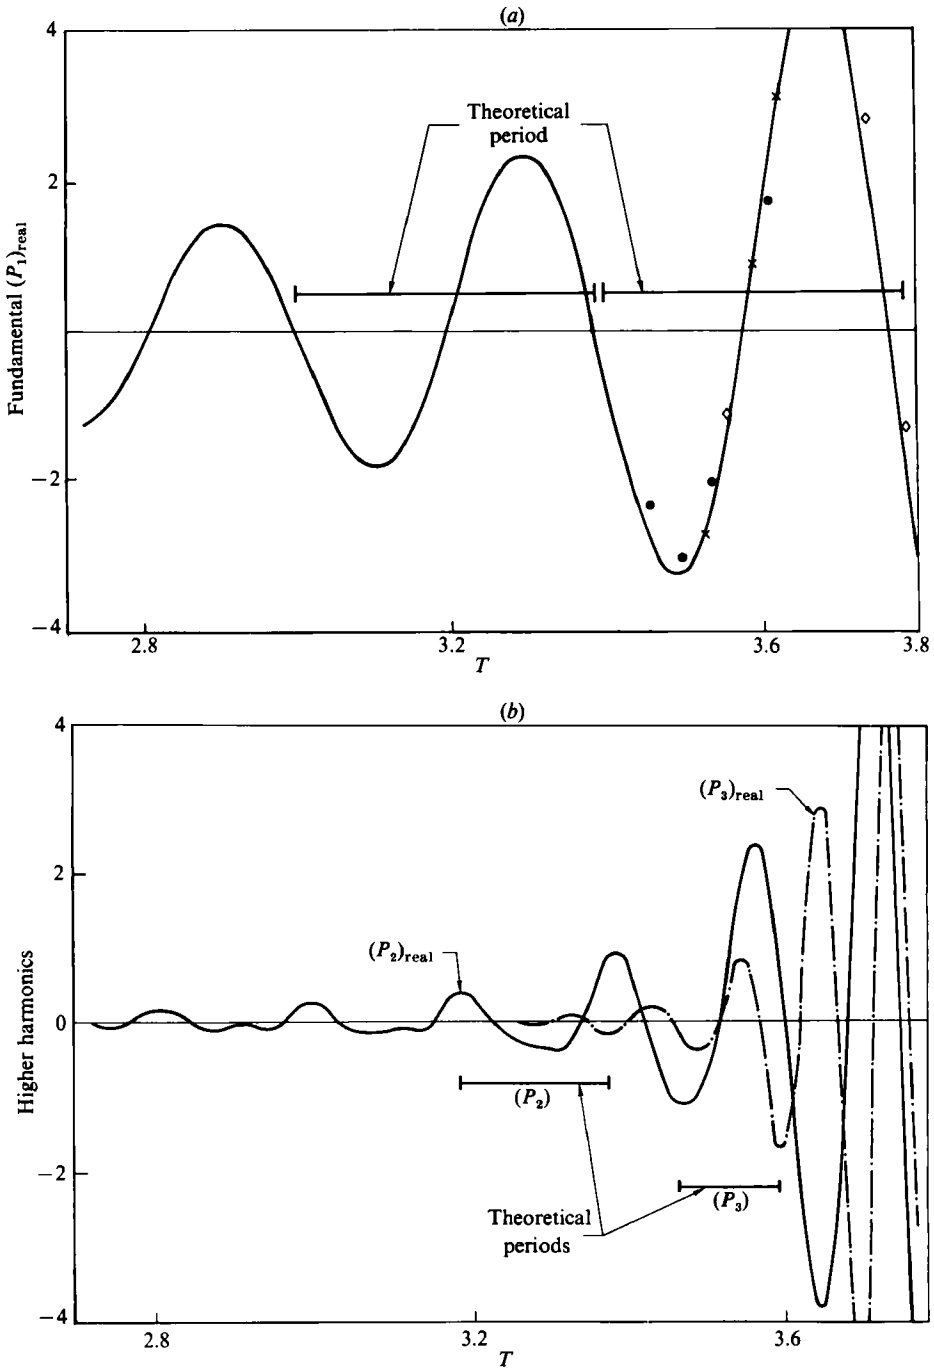 (a)
4
Theoretical
period
2
Fundamental (P₁)real
−2
−4
2.8
3.2
3.6
3.8
T
(b)
4
(P₃)real
2
(P₂)real
Higher harmonics
0
(P₂)
−2
(P₃)
Theoretical
periods
−4
2.8
3.2
3.6
T